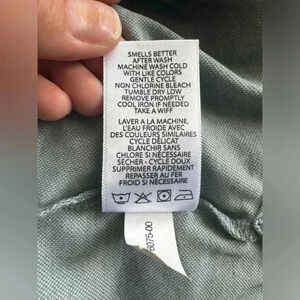 SMELLS BETTER
AFTER WASH
MACHINE WASH COLD
WITH LIKE COLORS
GENTLE CYCLE
NON CHLORINE BLEACH
TUMBLE DRY LOW
REMOVE PROMPTLY
COOL IRON IF NEEDED
TAKE A WIFF
LAVER A LA MACHINE,
L'EAU FROIDE AVEC
DES COULEURS SIMILAIRES
CYCLE DÉLICAT
BLANCHIR SANS
CHLORE SI NÉCESSAIRE
SÉCHER - CYCLE DOUX
SUPPRIMER RAPIDEMENT
REPASSER AU FER
FROID SI NÉCESSAIRE
6075-00